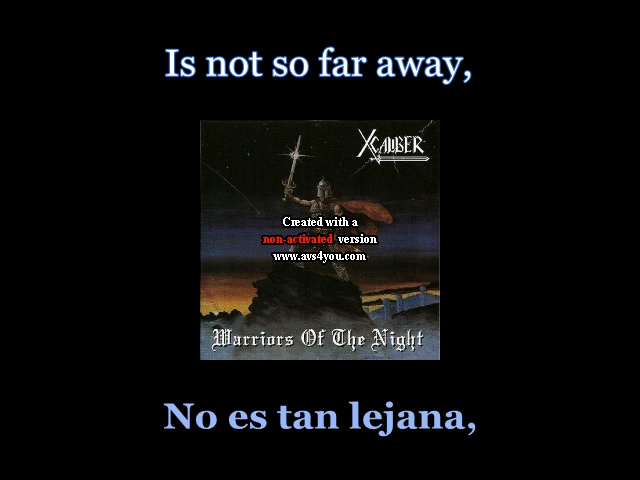 Is not so far away,
XCALIBER
Created with a
non-activated version
www.avs4you.com
Warriors Of The Night
No es tan lejana,